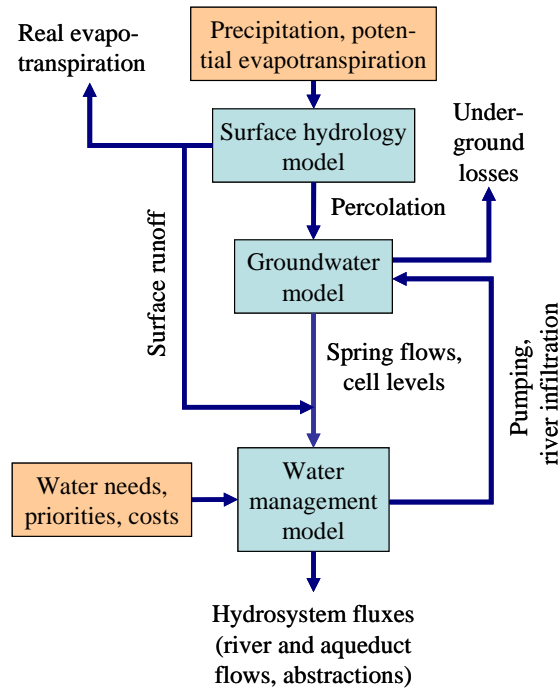 Real evapo-
transpiration
Precipitation, poten-
tial evapotranspiration
Surface hydrology
model
Under-
ground
losses
Percolation
Surface runoff
Groundwater
model
Spring flows,
cell levels
Pumping,
river infiltration
Water needs,
priorities, costs
Water
management
model
Hydrosystem fluxes
(river and aqueduct
flows, abstractions)